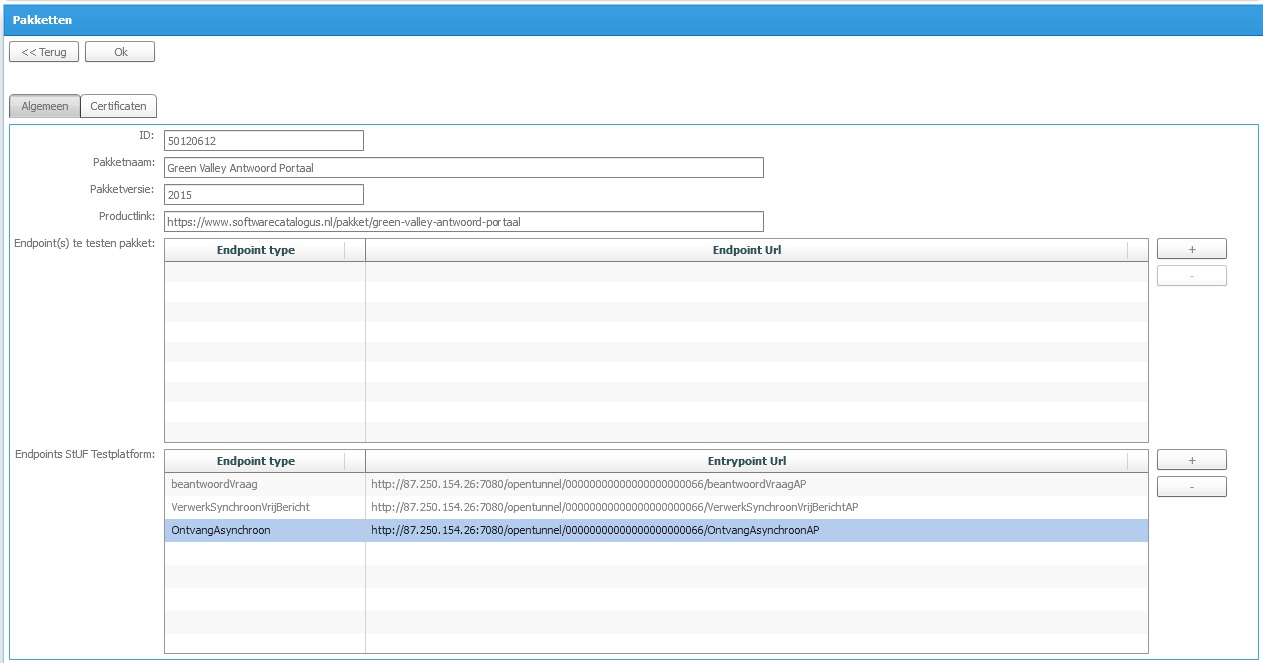 Pakketten
<< Terug Ok
Algemeen Certificaten
ID: 50120612
Pakketnaam: Green Valley Antwoord Portaal
Pakketversie: 2015
Productlink: https://www.softwarecatalogus.nl/pakket/green-valley-antwoord-portaal
Endpoint(s) te testen pakket: Endpoint type Endpoint Url +
-
Endpoints StUF Testplatform: Endpoint type Entrypoint Url +
beantwoordVraag http://87.250.154.26:7080/opentunnel/00000000000000000000066/beantwoordVraagAP -
VerwerkSynchroonVrijBericht http://87.250.154.26:7080/opentunnel/00000000000000000000066/VerwerkSynchroonVrijBerichtAP
OntvangAsynchroon http://87.250.154.26:7080/opentunnel/00000000000000000000066/OntvangAsynchroonAP